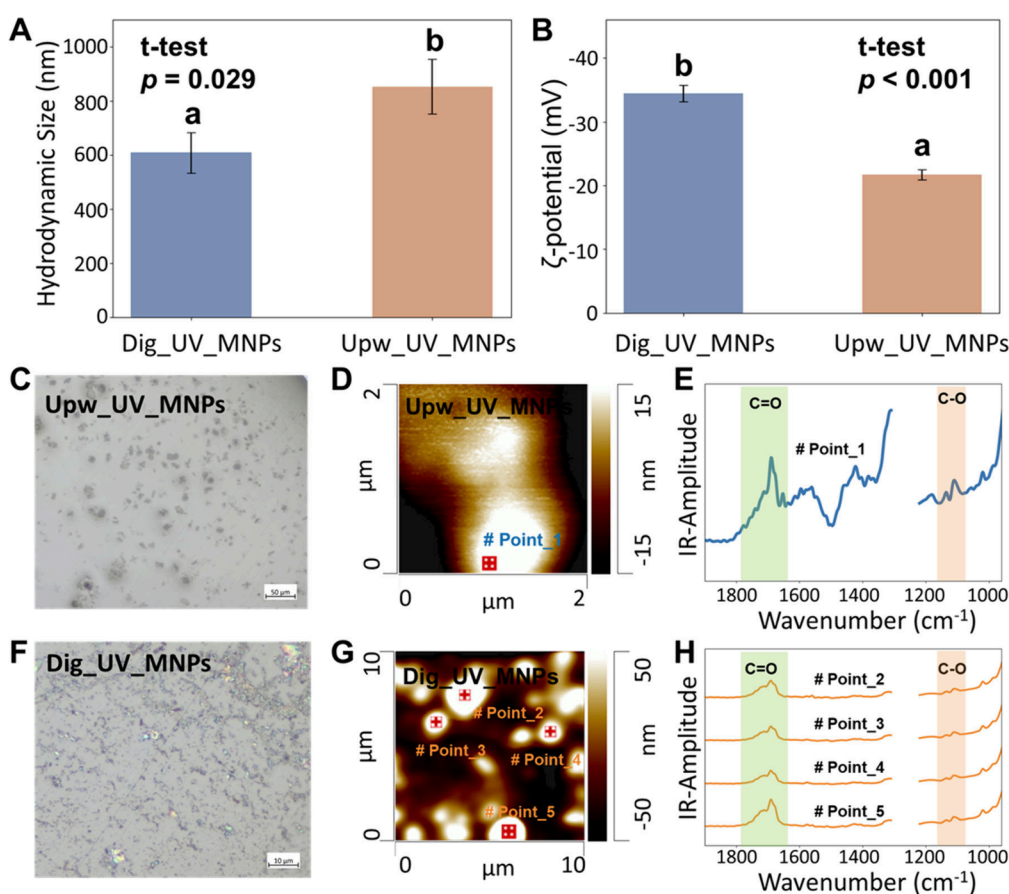 A
t-test
p = 0.029
a
b
Hydrodynamic Size (nm)
1000
800
600
400
200
0
Dig_UV_MNPs
Upw_UV_MNPs
B
t-test
p < 0.001
b
a
ζ-potential (mV)
-40
-30
-20
-10
0
Dig_UV_MNPs
Upw_UV_MNPs
C
Upw_UV_MNPs
50 μm
D
Upw_UV_MNPs
# Point_1
2
μm
0
0
μm
2
15
nm
-15
E
C=O
C-O
# Point_1
IR-Amplitude
1800
1600
1400
1200
1000
Wavenumber (cm-1)
F
Dig_UV_MNPs
10 μm
G
Dig_UV_MNPs
# Point_2
# Point_3
# Point_4
# Point_5
10
μm
0
0
μm
10
50
nm
-50
H
C=O
C-O
# Point_2
# Point_3
# Point_4
# Point_5
IR-Amplitude
1800
1600
1400
1200
1000
Wavenumber (cm-1)